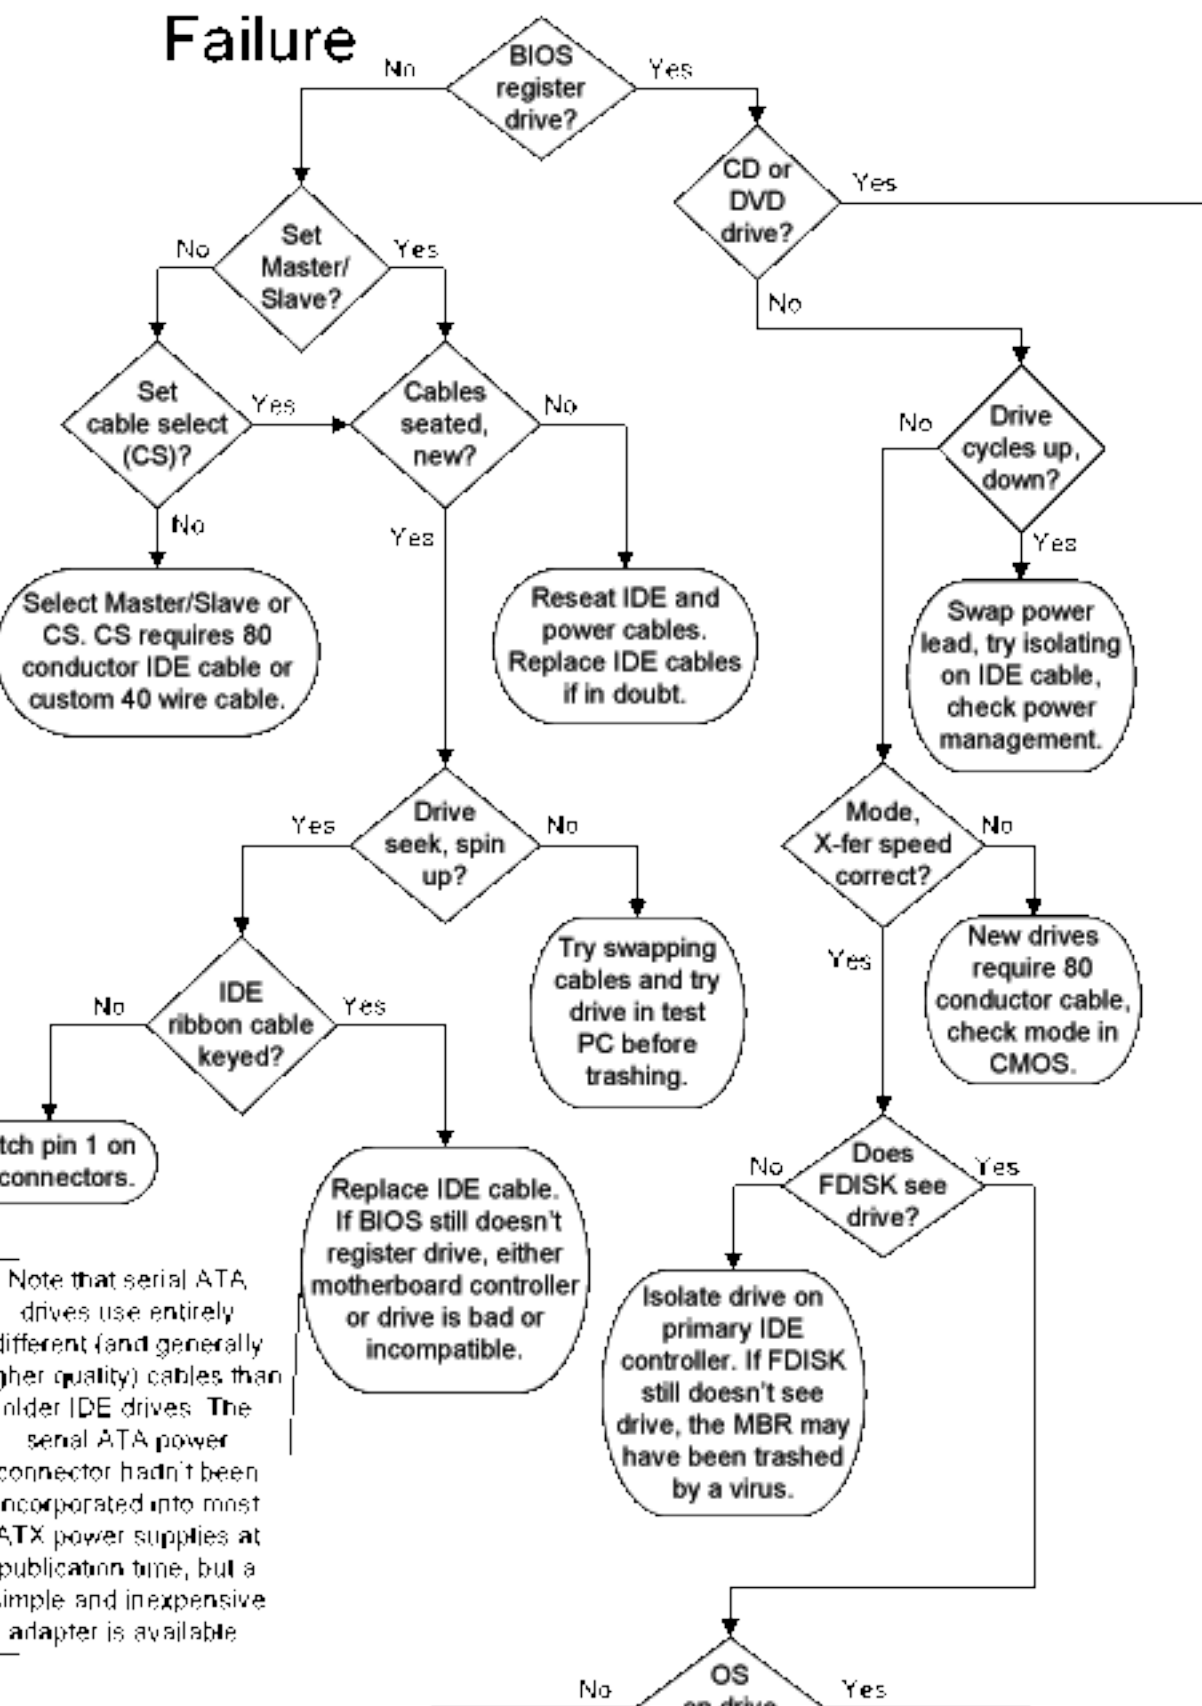 Failure
BIOS
register
drive?
No
Yes
CD or
DVD
drive?
Yes
No
Set
Master/
Slave?
No
Yes
Set
cable select
(CS)?
Yes
No
Cables
seated,
new?
No
Yes
Drive
cycles up,
down?
No
Yes
Select Master/Slave or
CS. CS requires 80
conductor IDE cable or
custom 40 wire cable.
Reseat IDE and
power cables.
Replace IDE cables
if in doubt.
Swap power
lead, try isolating
on IDE cable,
check power
management.
Drive
seek, spin
up?
Yes
No
Mode,
X-fer speed
correct?
No
Yes
Try swapping
cables and try
drive in test
PC before
trashing.
New drives
require 80
conductor cable,
check mode in
CMOS.
IDE
ribbon cable
keyed?
No
Yes
tch pin 1 on
connectors.
Replace IDE cable.
If BIOS still doesn't
register drive, either
motherboard controller
or drive is bad or
incompatible.
Does
FDISK see
drive?
No
Yes
Isolate drive on
primary IDE
controller. If FDISK
still doesn't see
drive, the MBR may
have been trashed
by a virus.
Note that serial ATA
drives use entirely
different (and generally
gher quality) cables than
older IDE drives. The
serial ATA power
connector hadn't been
ncorporated into most
ATX power supplies at
publication time, but a
simple and inexpensive
adapter is available
OS
on drive
No
Yes